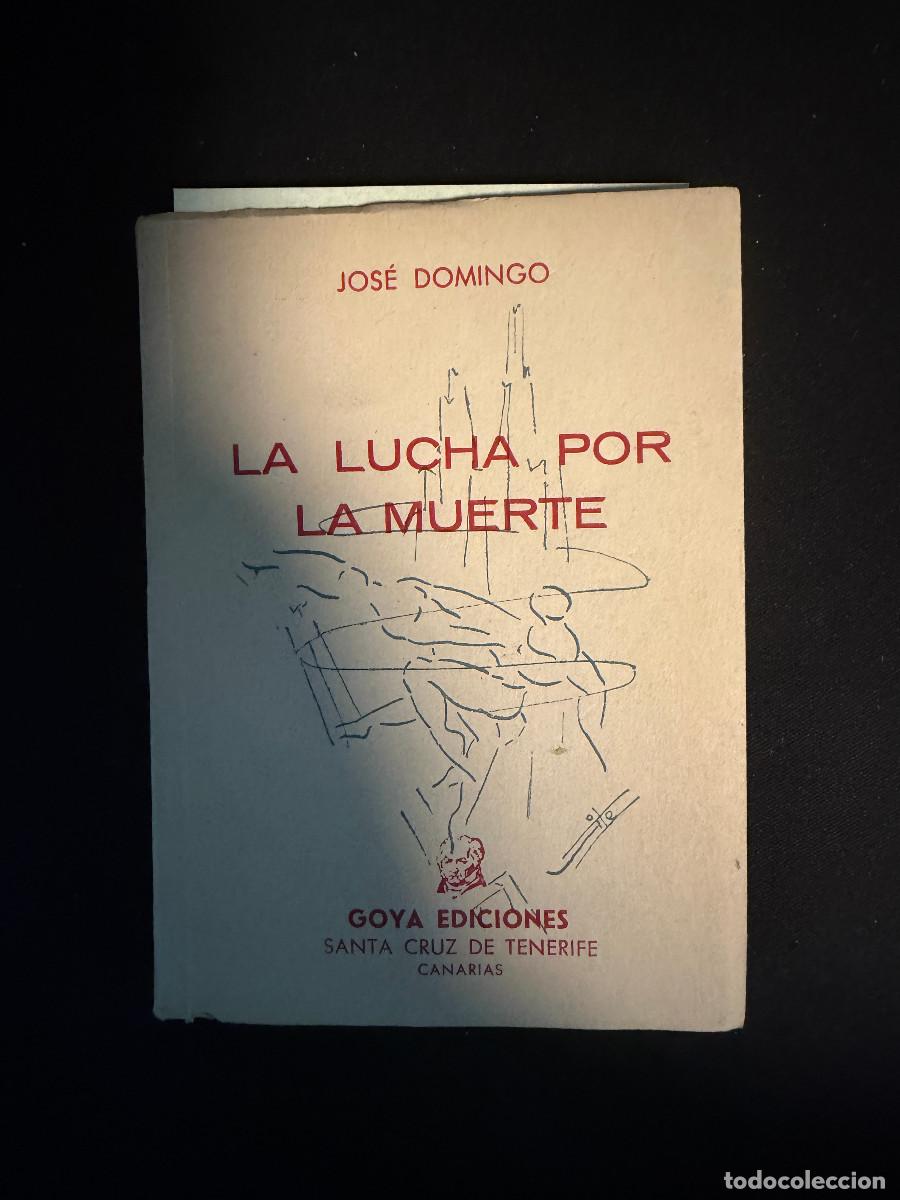 JOSÉ DOMINGO
LA LUCHA POR
LA MUERTE
GOYA EDICIONES
SANTA CRUZ DE TENERIFE
CANARIAS
todocoleccion